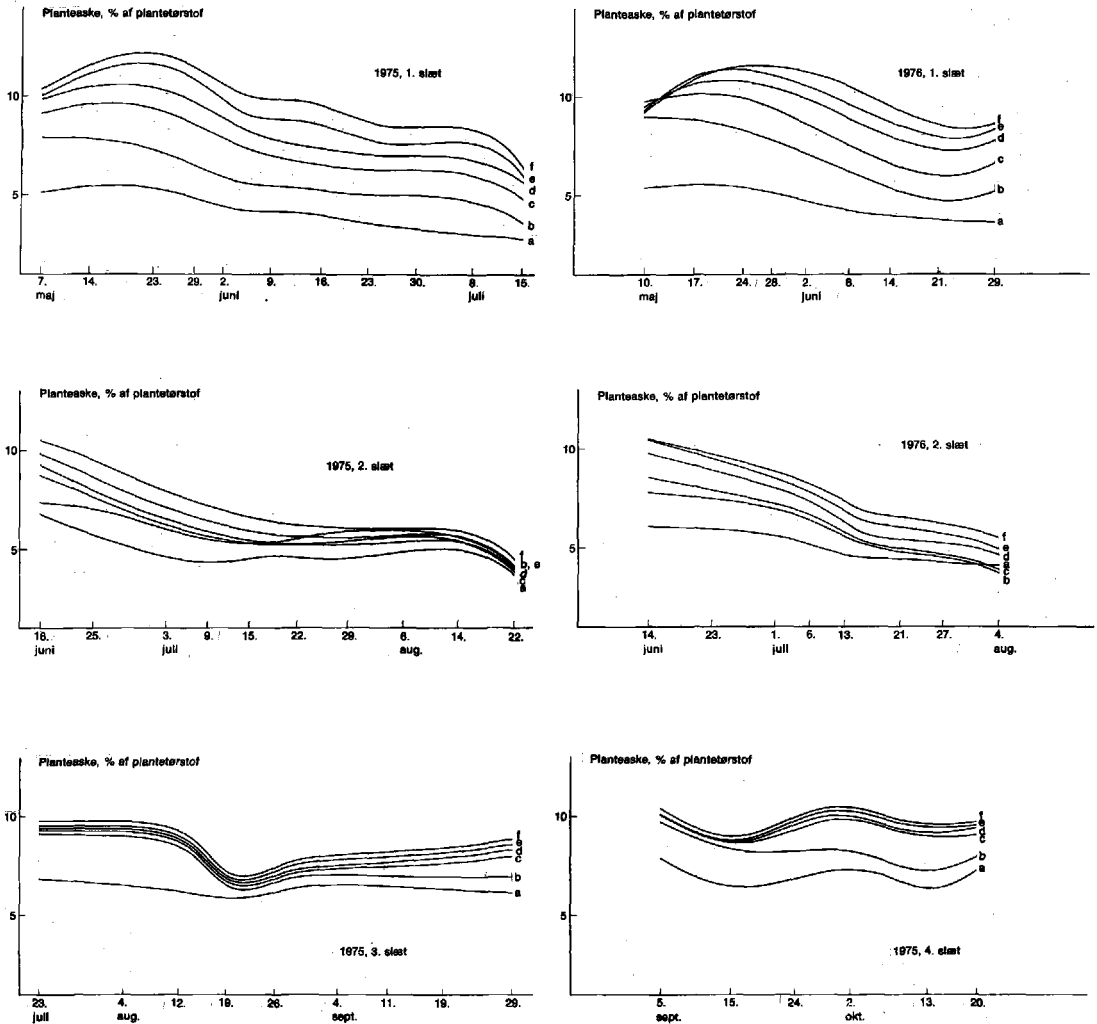 Planteaske, % af plantetørstof
1975, 1. slæt
10
5
f
e
d
c
b
a
7. 14. 23. 29. 2. 9. 16. 23. 30. 8. 15.
maj juni juli
Planteaske, % af plantetørstof
1976, 1. slæt
10
5
f
e
d
c
b
a
10. 17. 24. 28. 2. 6. 14. 21. 29.
maj juni
Planteaske, % af plantetørstof
1975, 2. slæt
10
5
f
b, e
d
c
a
16. 25. 3. 9. 15. 22. 29. 6. 14. 22.
juni juli aug.
Planteaske, % af plantetørstof
1976, 2. slæt
10
5
f
e
d
a
c
b
14. 23. 1. 6. 13. 21. 27. 4.
juni juli aug.
Planteaske, % af plantetørstof
10
5
f
e
d
c
b
a
1975, 3. slæt
23. 4. 12. 19. 26. 4. 11. 19. 29.
juli aug. sept.
Planteaske, % af plantetørstof
10
5
f
e
d
c
b
a
1975, 4. slæt
5. 15. 24. 2. 13. 20.
sept. okt.